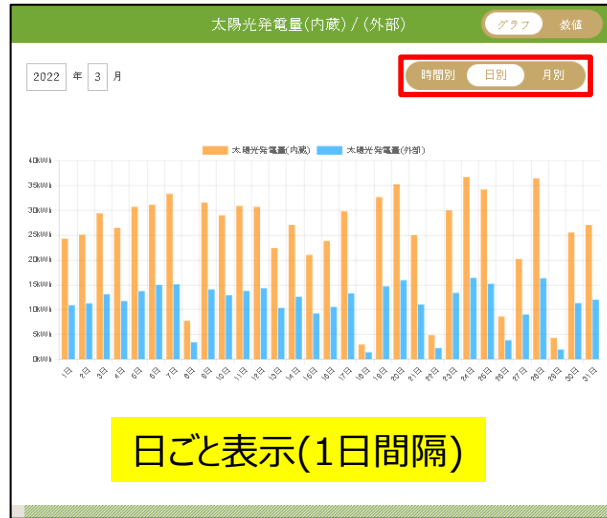 太陽光発電量(内蔵) / (外部)
グラフ 数値
2022 年 3 月
時間別 日別 月別
太陽光発電量(内蔵) 太陽光発電量(外部)
40kWh
35kWh
30kWh
25kWh
20kWh
15kWh
10kWh
5kWh
0kWh
1日 2日 3日 4日 5日 6日 7日 8日 9日 10日 11日 12日 13日 14日 15日 16日 17日 18日 19日 20日 21日 22日 23日 24日 25日 26日 27日 28日 29日 30日 31日
日ごと表示(1日間隔)